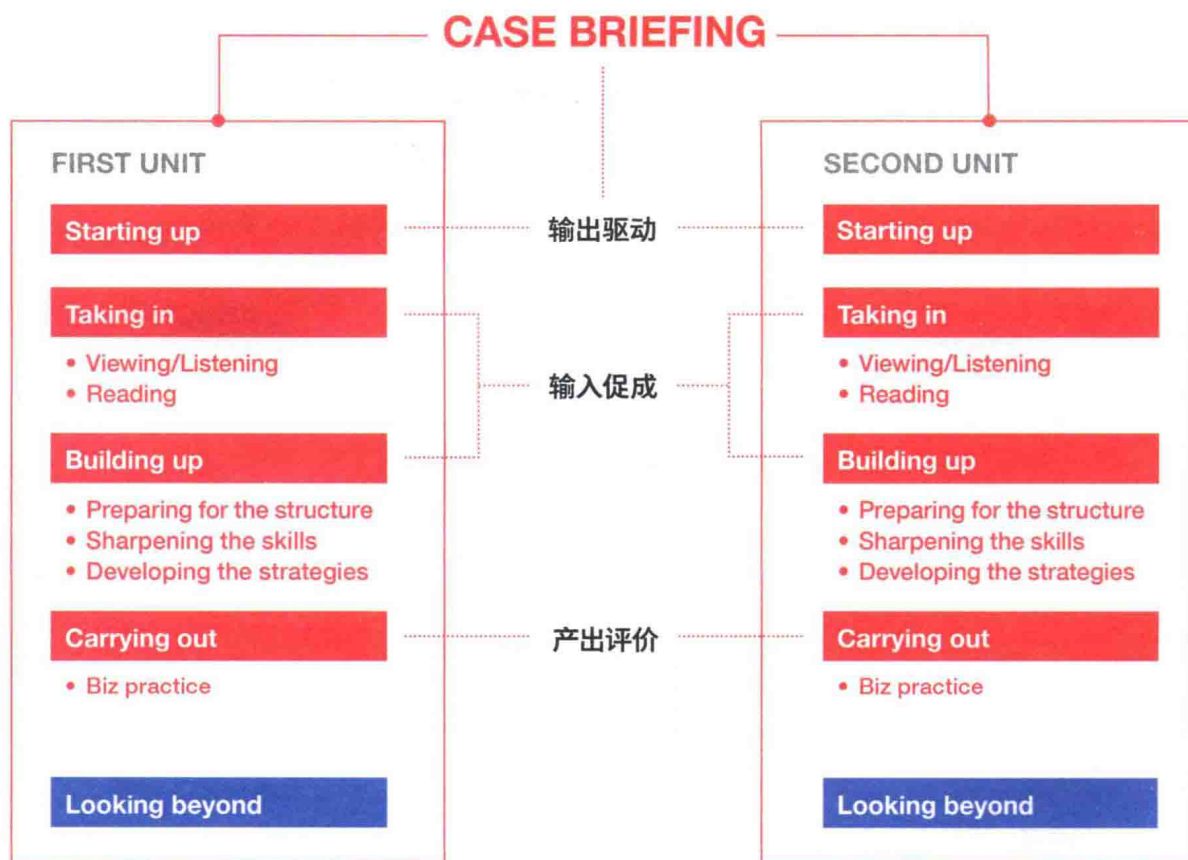 CASE BRIEFING
FIRST UNIT
Starting up
Taking in
• Viewing/Listening
• Reading
Building up
• Preparing for the structure
• Sharpening the skills
• Developing the strategies
Carrying out
• Biz practice
Looking beyond
输出驱动
输入促成
产出评价
SECOND UNIT
Starting up
Taking in
• Viewing/Listening
• Reading
Building up
• Preparing for the structure
• Sharpening the skills
• Developing the strategies
Carrying out
• Biz practice
Looking beyond